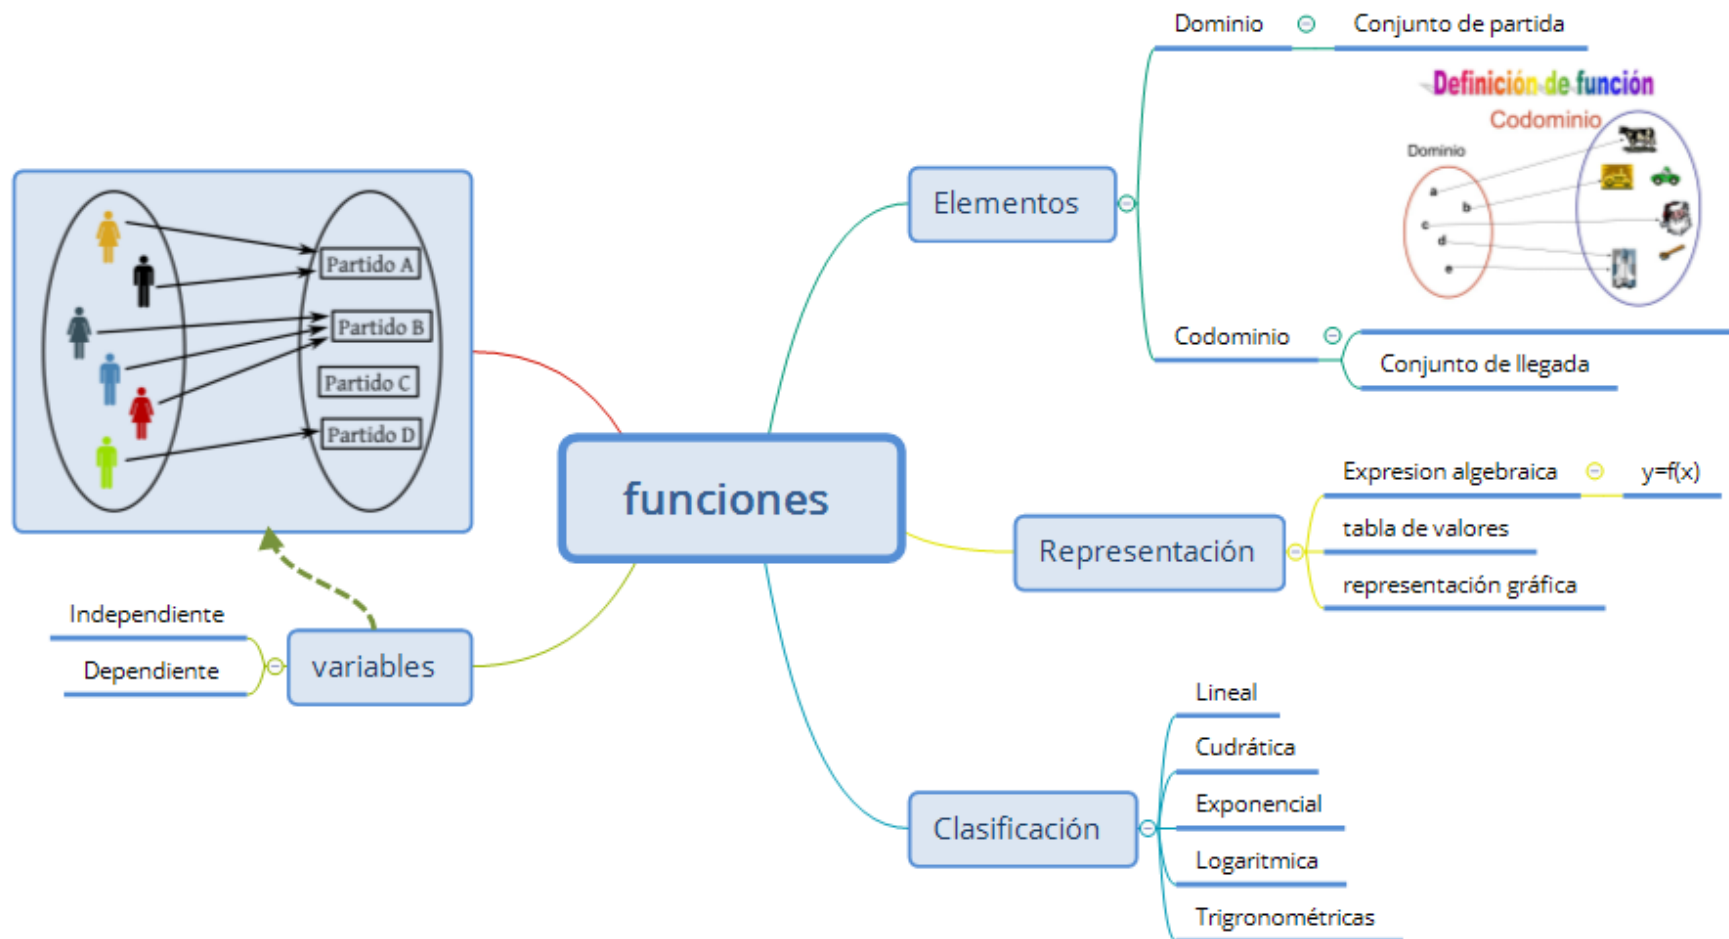 funciones
Partido A
Partido B
Partido C
Partido D
variables
Independiente
Dependiente
Elementos
Dominio
Conjunto de partida
Definición de función
Codominio
Dominio
a
b
c
d
e
Codominio
Conjunto de llegada
Representación
Expresion algebraica
y=f(x)
tabla de valores
representación gráfica
Clasificación
Lineal
Cudrática
Exponencial
Logaritmica
Trigronométricas